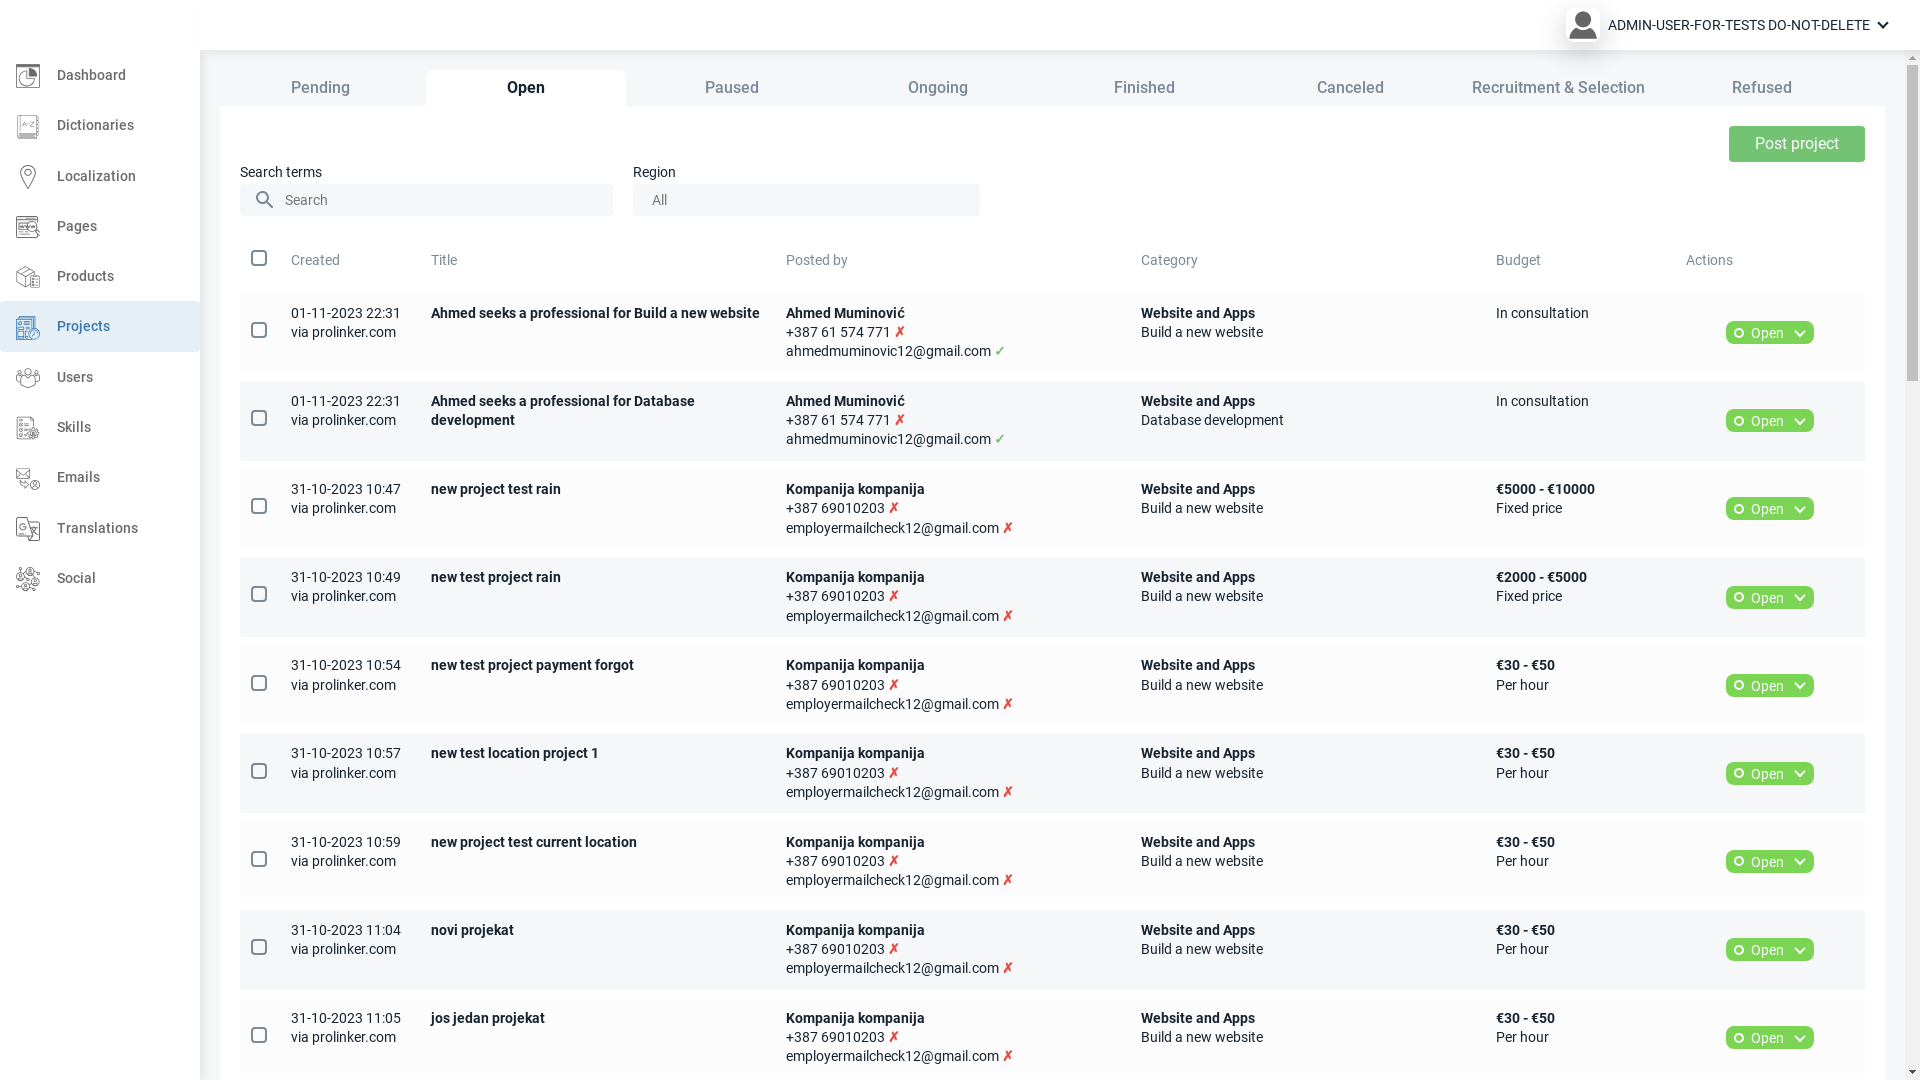 ADMIN-USER-FOR-TESTS DO-NOT-DELETE
Dashboard
Dictionaries
Localization
Pages
Products
Projects
Users
Skills
Emails
Translations
Social
Pending
Open
Paused
Ongoing
Finished
Canceled
Recruitment & Selection
Refused
Post project
Search terms
Region
Search
All
Created
Title
Posted by
Category
Budget
Actions
01-11-2023 22:31
via prolinker.com
Ahmed seeks a professional for Build a new website
Ahmed Muminović
+387 61 574 771 ✗
ahmedmuminovic12@gmail.com ✓
Website and Apps
Build a new website
In consultation
Open
01-11-2023 22:31
via prolinker.com
Ahmed seeks a professional for Database
development
Ahmed Muminović
+387 61 574 771 ✗
ahmedmuminovic12@gmail.com ✓
Website and Apps
Database development
In consultation
Open
31-10-2023 10:47
via prolinker.com
new project test rain
Kompanija kompanija
+387 69010203 ✗
employermailcheck12@gmail.com ✗
Website and Apps
Build a new website
€5000 - €10000
Fixed price
Open
31-10-2023 10:49
via prolinker.com
new test project rain
Kompanija kompanija
+387 69010203 ✗
employermailcheck12@gmail.com ✗
Website and Apps
Build a new website
€2000 - €5000
Fixed price
Open
31-10-2023 10:54
via prolinker.com
new test project payment forgot
Kompanija kompanija
+387 69010203 ✗
employermailcheck12@gmail.com ✗
Website and Apps
Build a new website
€30 - €50
Per hour
Open
31-10-2023 10:57
via prolinker.com
new test location project 1
Kompanija kompanija
+387 69010203 ✗
employermailcheck12@gmail.com ✗
Website and Apps
Build a new website
€30 - €50
Per hour
Open
31-10-2023 10:59
via prolinker.com
new project test current location
Kompanija kompanija
+387 69010203 ✗
employermailcheck12@gmail.com ✗
Website and Apps
Build a new website
€30 - €50
Per hour
Open
31-10-2023 11:04
via prolinker.com
novi projekat
Kompanija kompanija
+387 69010203 ✗
employermailcheck12@gmail.com ✗
Website and Apps
Build a new website
€30 - €50
Per hour
Open
31-10-2023 11:05
via prolinker.com
jos jedan projekat
Kompanija kompanija
+387 69010203 ✗
employermailcheck12@gmail.com ✗
Website and Apps
Build a new website
€30 - €50
Per hour
Open